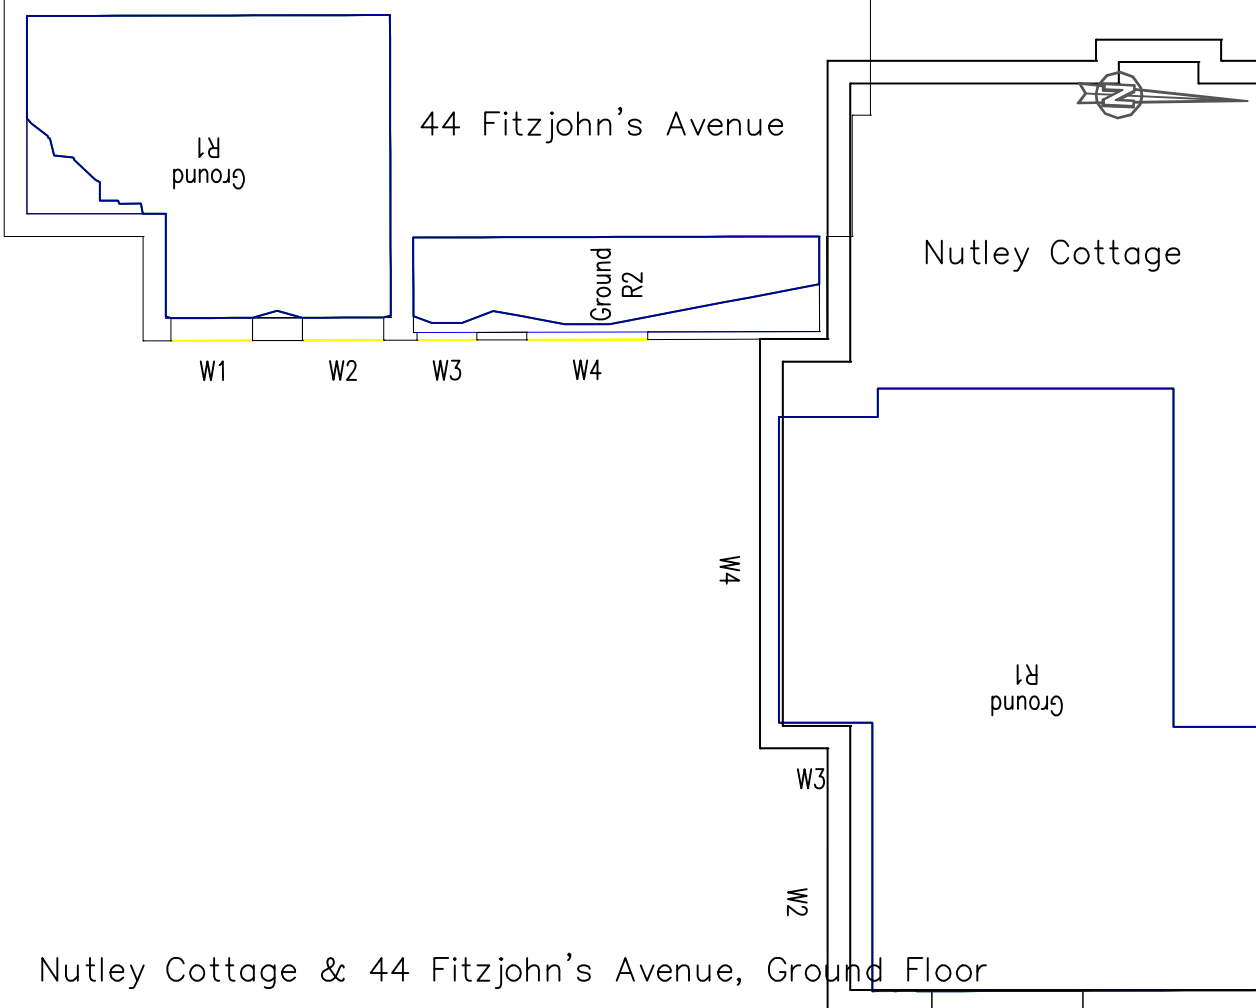 44 Fitzjohn's Avenue
N
Ground
R1
Nutley Cottage
Ground
R2
W1
W2
W3
W4
W4
Ground
R1
W3
W2
Nutley Cottage & 44 Fitzjohn's Avenue, Ground Floor